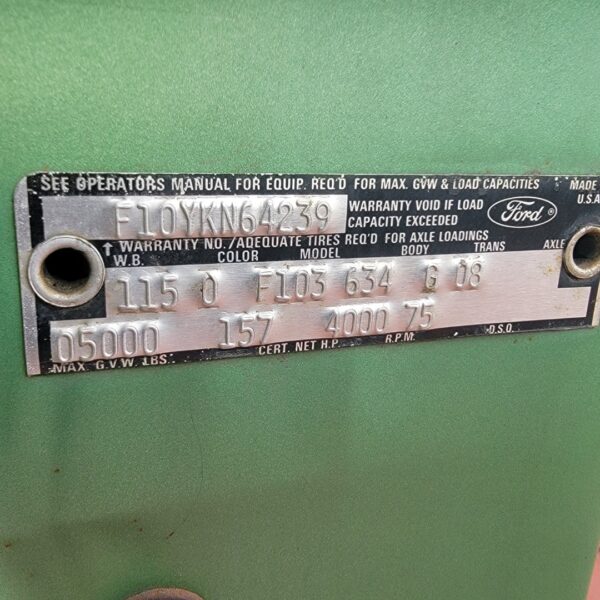 SEE OPERATORS MANUAL FOR EQUIP. REQ'D FOR MAX. GVW & LOAD CAPACITIES MADE
U.S.A.
F10YKN64239 WARRANTY VOID IF LOAD
CAPACITY EXCEEDED
Ford ®
↑ WARRANTY NO./ADEQUATE TIRES REQ'D FOR AXLE LOADINGS
W.B. COLOR MODEL BODY TRANS AXLE
115 0 F103 634 G 08
05000 157 4000 75
MAX. G.V.W. LBS. CERT. NET H.P. R.P.M. D.S.O.